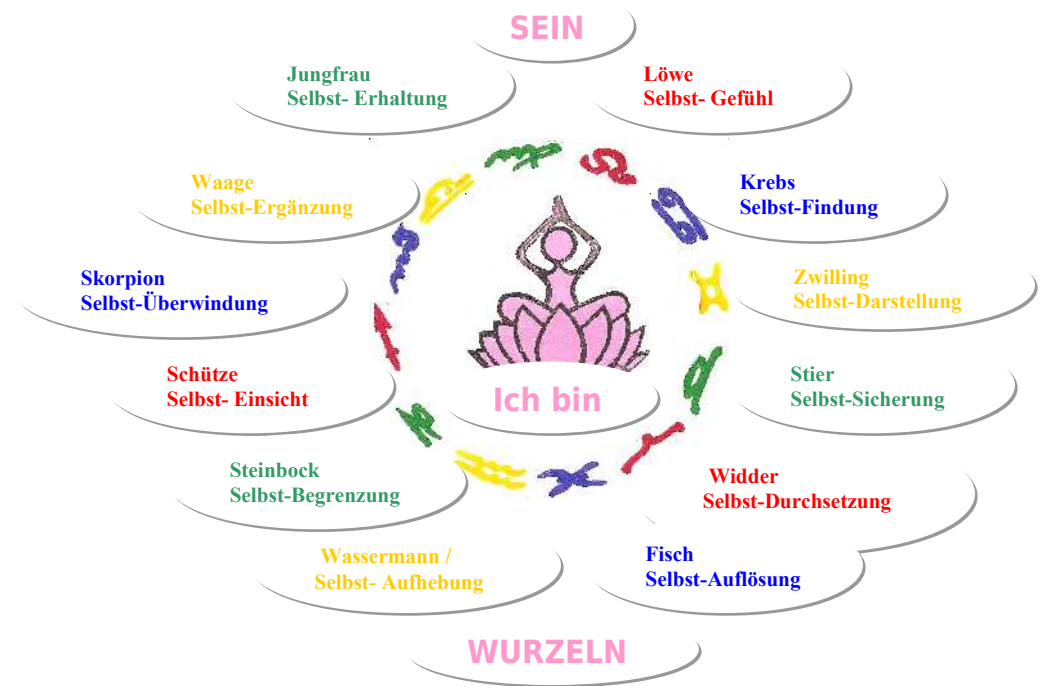 SEIN
Jungfrau
Selbst- Erhaltung
Löwe
Selbst- Gefühl
Waage
Selbst-Ergänzung
Krebs
Selbst-Findung
Skorpion
Selbst-Überwindung
Zwilling
Selbst-Darstellung
Schütze
Selbst- Einsicht
Ich bin
Stier
Selbst-Sicherung
Steinbock
Selbst-Begrenzung
Widder
Selbst-Durchsetzung
Wassermann /
Selbst- Aufhebung
Fisch
Selbst-Auflösung
WURZELN